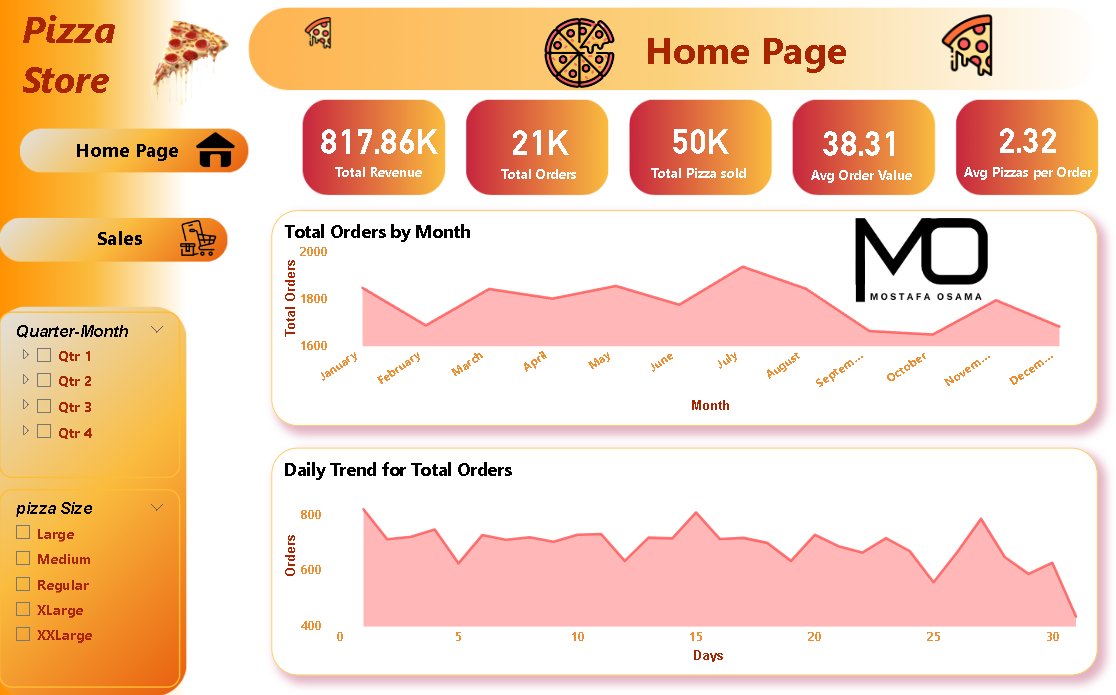 Pizza
Store
Home Page
Home Page
Sales
Quarter-Month
Qtr 1
Qtr 2
Qtr 3
Qtr 4
pizza Size
Large
Medium
Regular
XLarge
XXLarge
817.86K
Total Revenue
21K
Total Orders
50K
Total Pizza sold
38.31
Avg Order Value
2.32
Avg Pizzas per Order
Total Orders by Month
MO
MOSTAFA OSAMA
Total Orders
2000
1800
1600
January
February
March
April
May
June
July
August
Septem...
October
Novem...
Decem...
Month
Daily Trend for Total Orders
Orders
800
600
400
0
5
10
15
20
25
30
Days